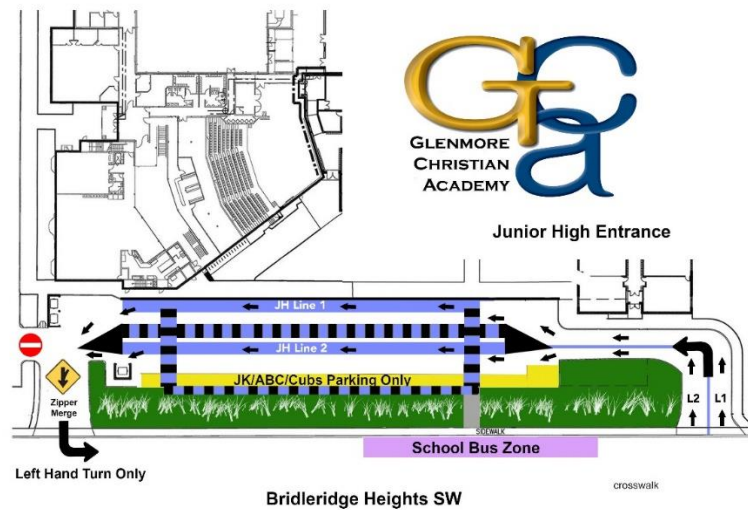 GCa
GLENMORE
CHRISTIAN
ACADEMY
Junior High Entrance
JH Line 1
JH Line 2
JK/ABC/Cubs Parking Only
Zipper
Merge
L2
L1
SIDEWALK
School Bus Zone
Left Hand Turn Only
crosswalk
Bridleridge Heights SW